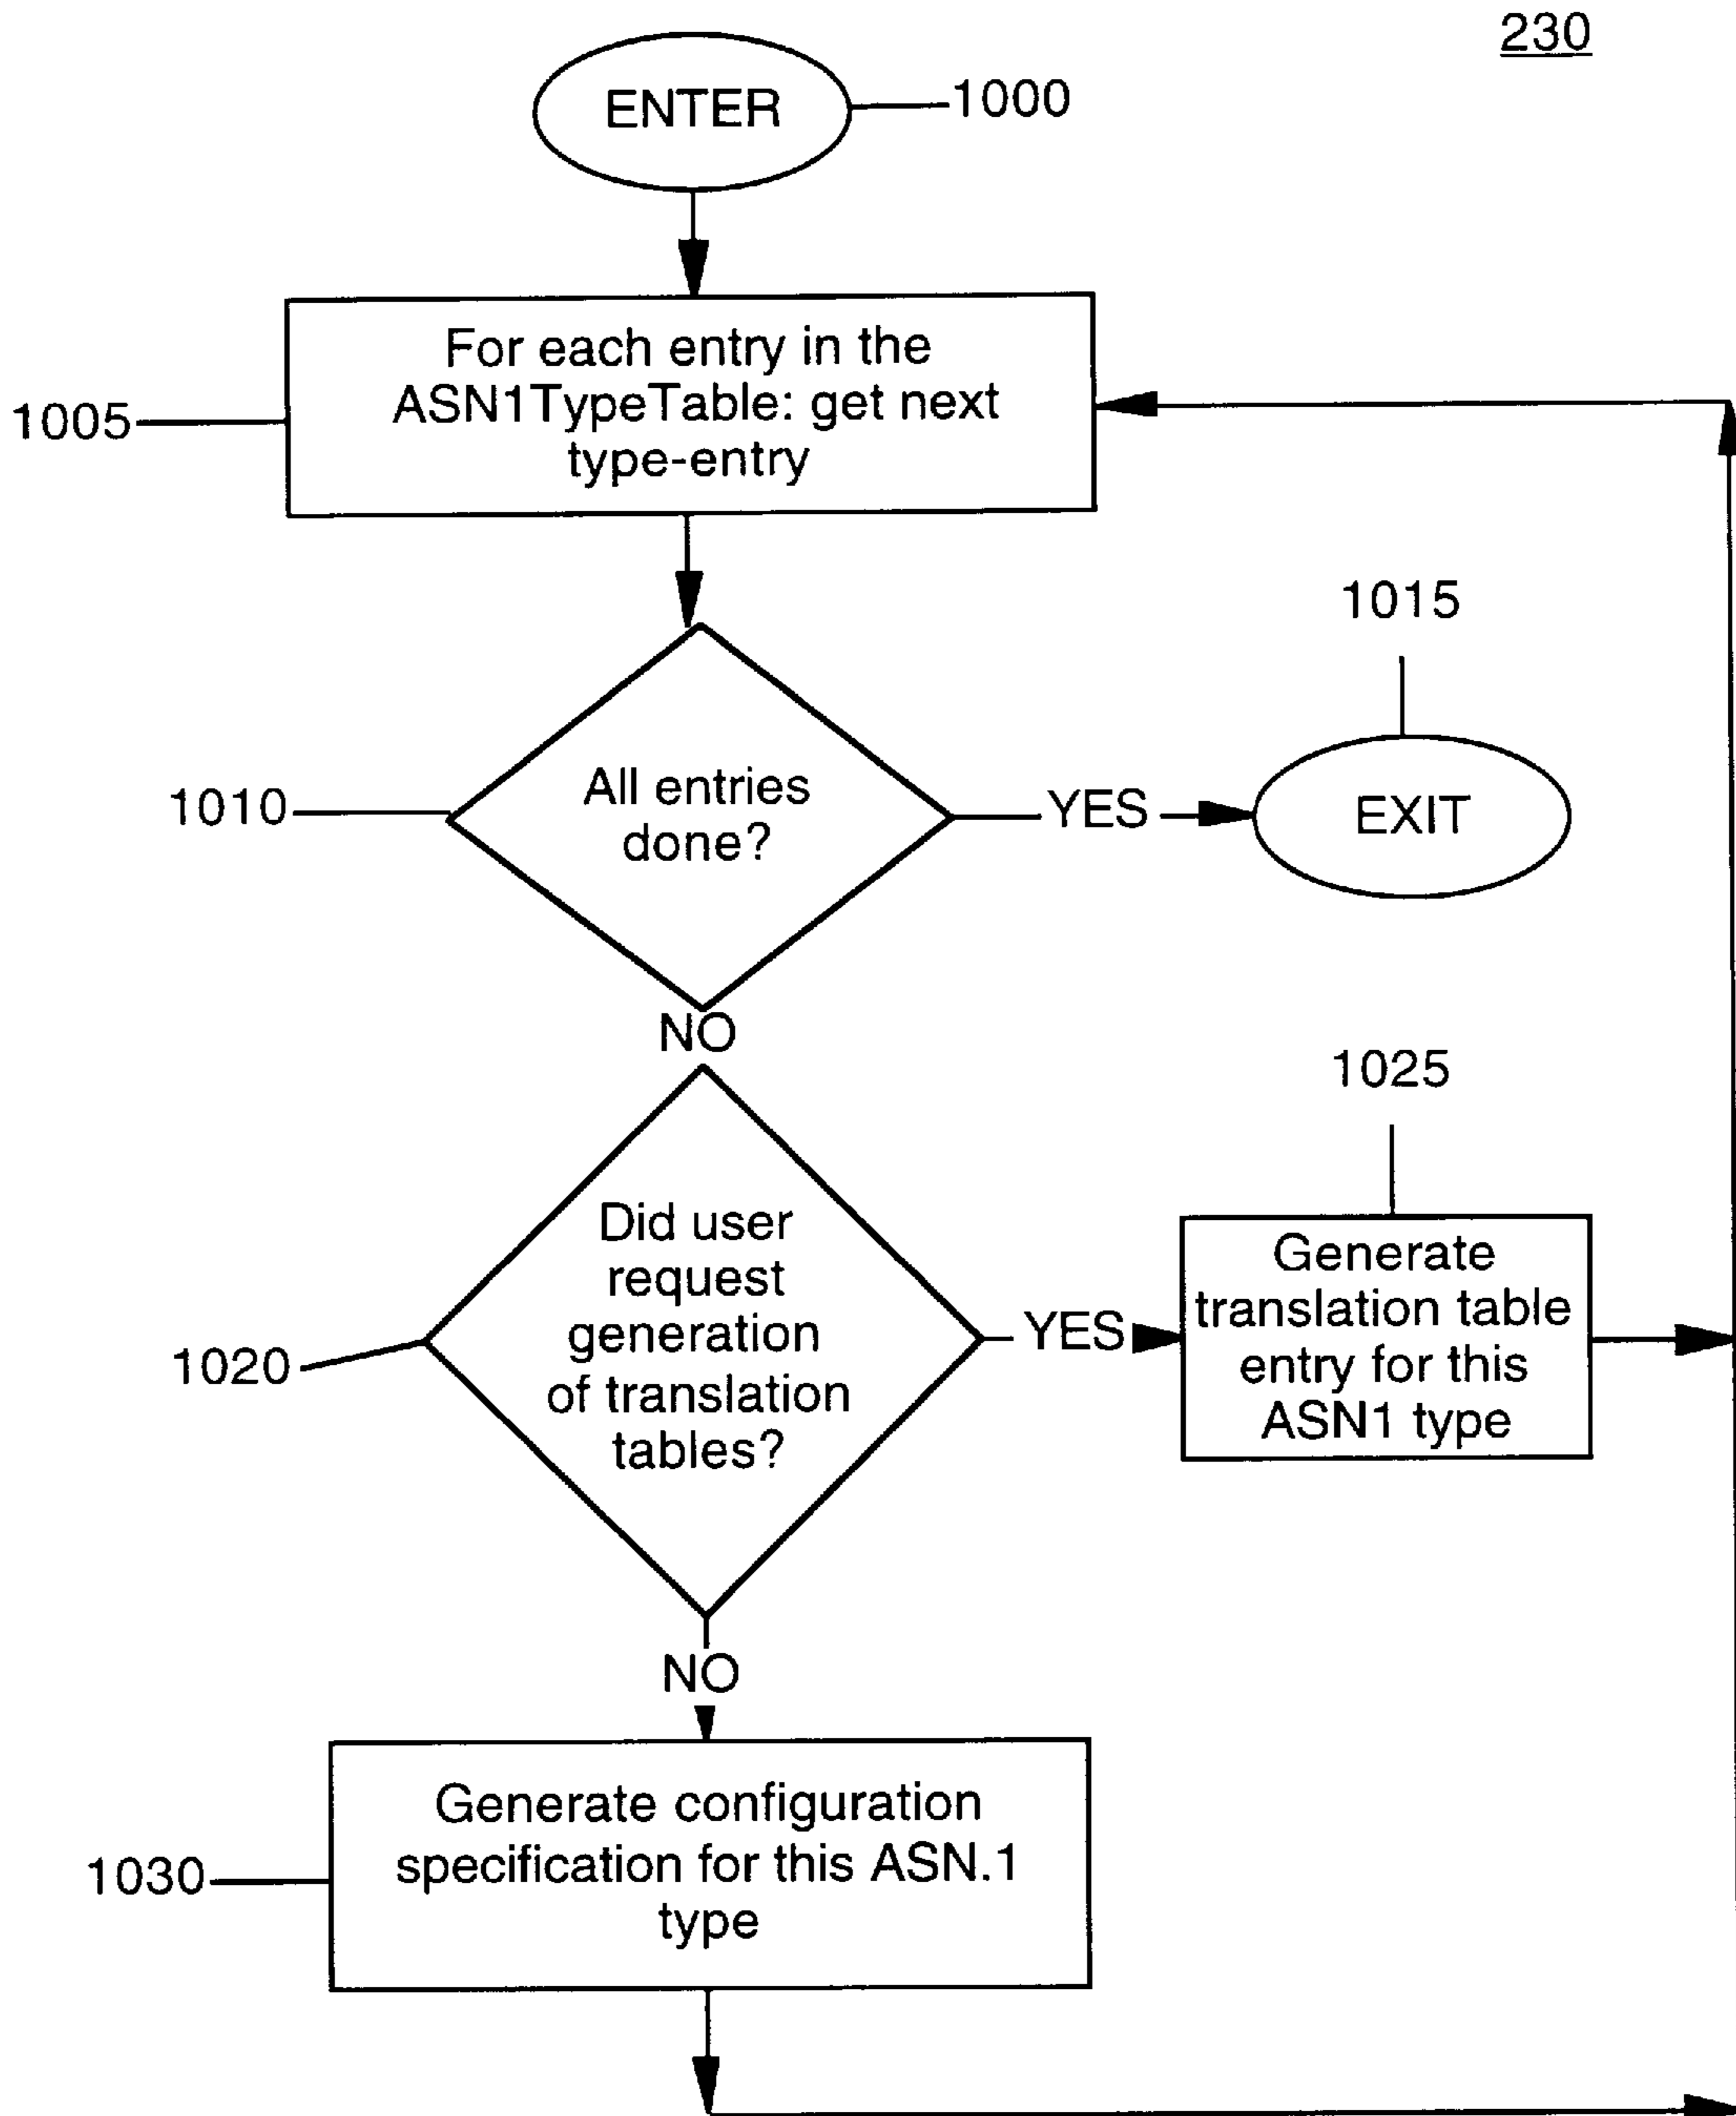 230
ENTER
1000
For each entry in the
ASN1TypeTable: get next
type-entry
1005
1015
All entries
done?
1010
YES
EXIT
NO
1025
Did user
request
generation
of translation
tables?
1020
YES
Generate
translation table
entry for this
ASN1 type
NO
Generate configuration
specification for this ASN.1
type
1030